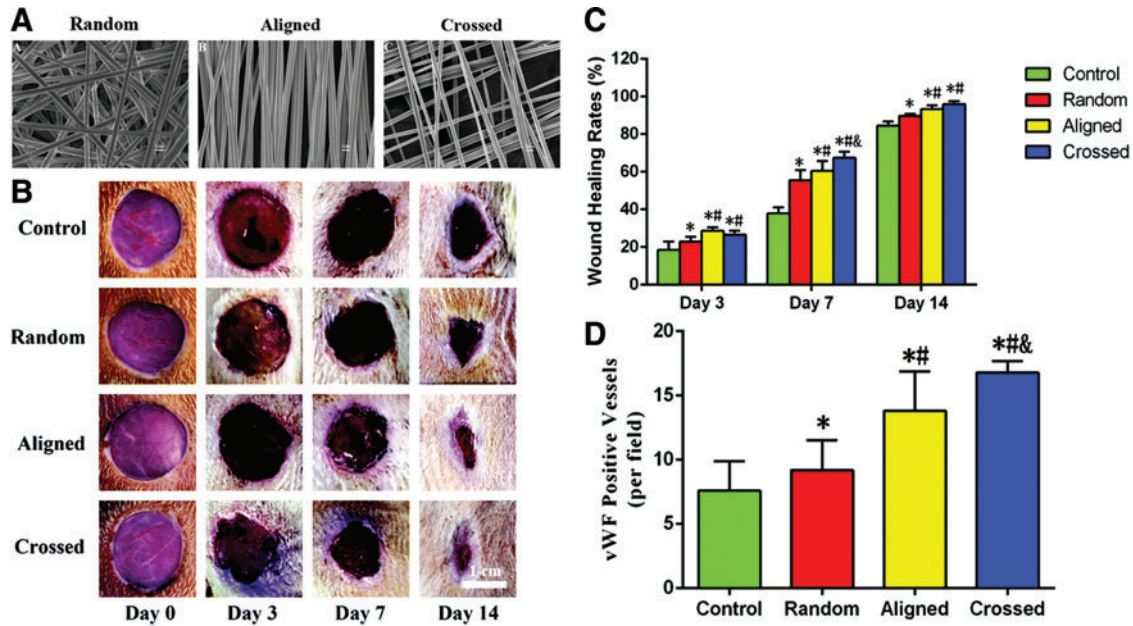 A
Random
Aligned
Crossed
A
B
C
B
Control
Random
Aligned
Crossed
1 cm
Day 0
Day 3
Day 7
Day 14
C
Wound Healing Rates (%)
120
100
80
60
40
20
0
*
*#
*#
*
*#
*#&
*
*#
*#
Day 3
Day 7
Day 14
Control
Random
Aligned
Crossed
D
vWF Positive Vessels
(per field)
20
15
10
5
0
*
*#
*#&
Control
Random
Aligned
Crossed